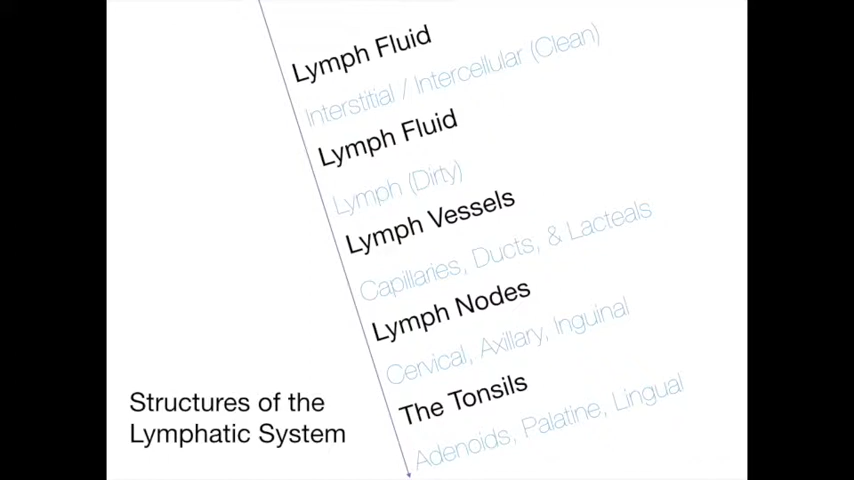 Lymph Fluid
Interstitial / Intercellular (Clean)
Lymph Fluid
Lymph (Dirty)
Lymph Vessels
Capillaries, Ducts, & Lacteals
Lymph Nodes
Cervical, Axillary, Inguinal
The Tonsils
Adenoids, Palatine, Lingual
Structures of the
Lymphatic System